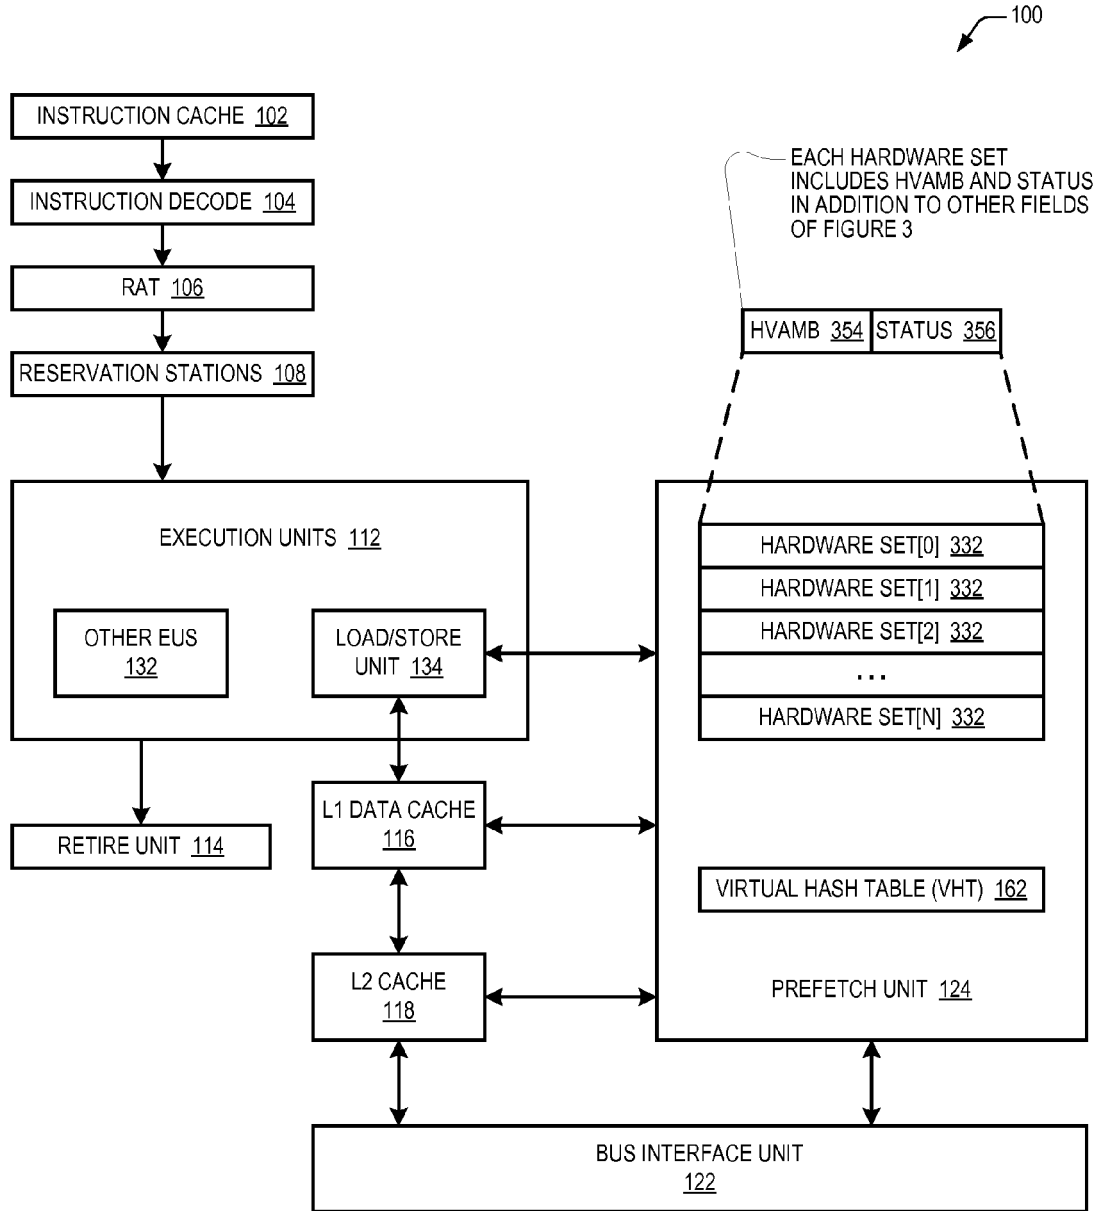 100
INSTRUCTION CACHE 102
INSTRUCTION DECODE 104
RAT 106
RESERVATION STATIONS 108
EACH HARDWARE SET
INCLUDES HVAMB AND STATUS
IN ADDITION TO OTHER FIELDS
OF FIGURE 3
HVAMB 354
STATUS 356
EXECUTION UNITS 112
OTHER EUS
132
LOAD/STORE
UNIT 134
HARDWARE SET[0] 332
HARDWARE SET[1] 332
HARDWARE SET[2] 332
...
HARDWARE SET[N] 332
RETIRE UNIT 114
L1 DATA CACHE
116
VIRTUAL HASH TABLE (VHT) 162
L2 CACHE
118
PREFETCH UNIT 124
BUS INTERFACE UNIT
122